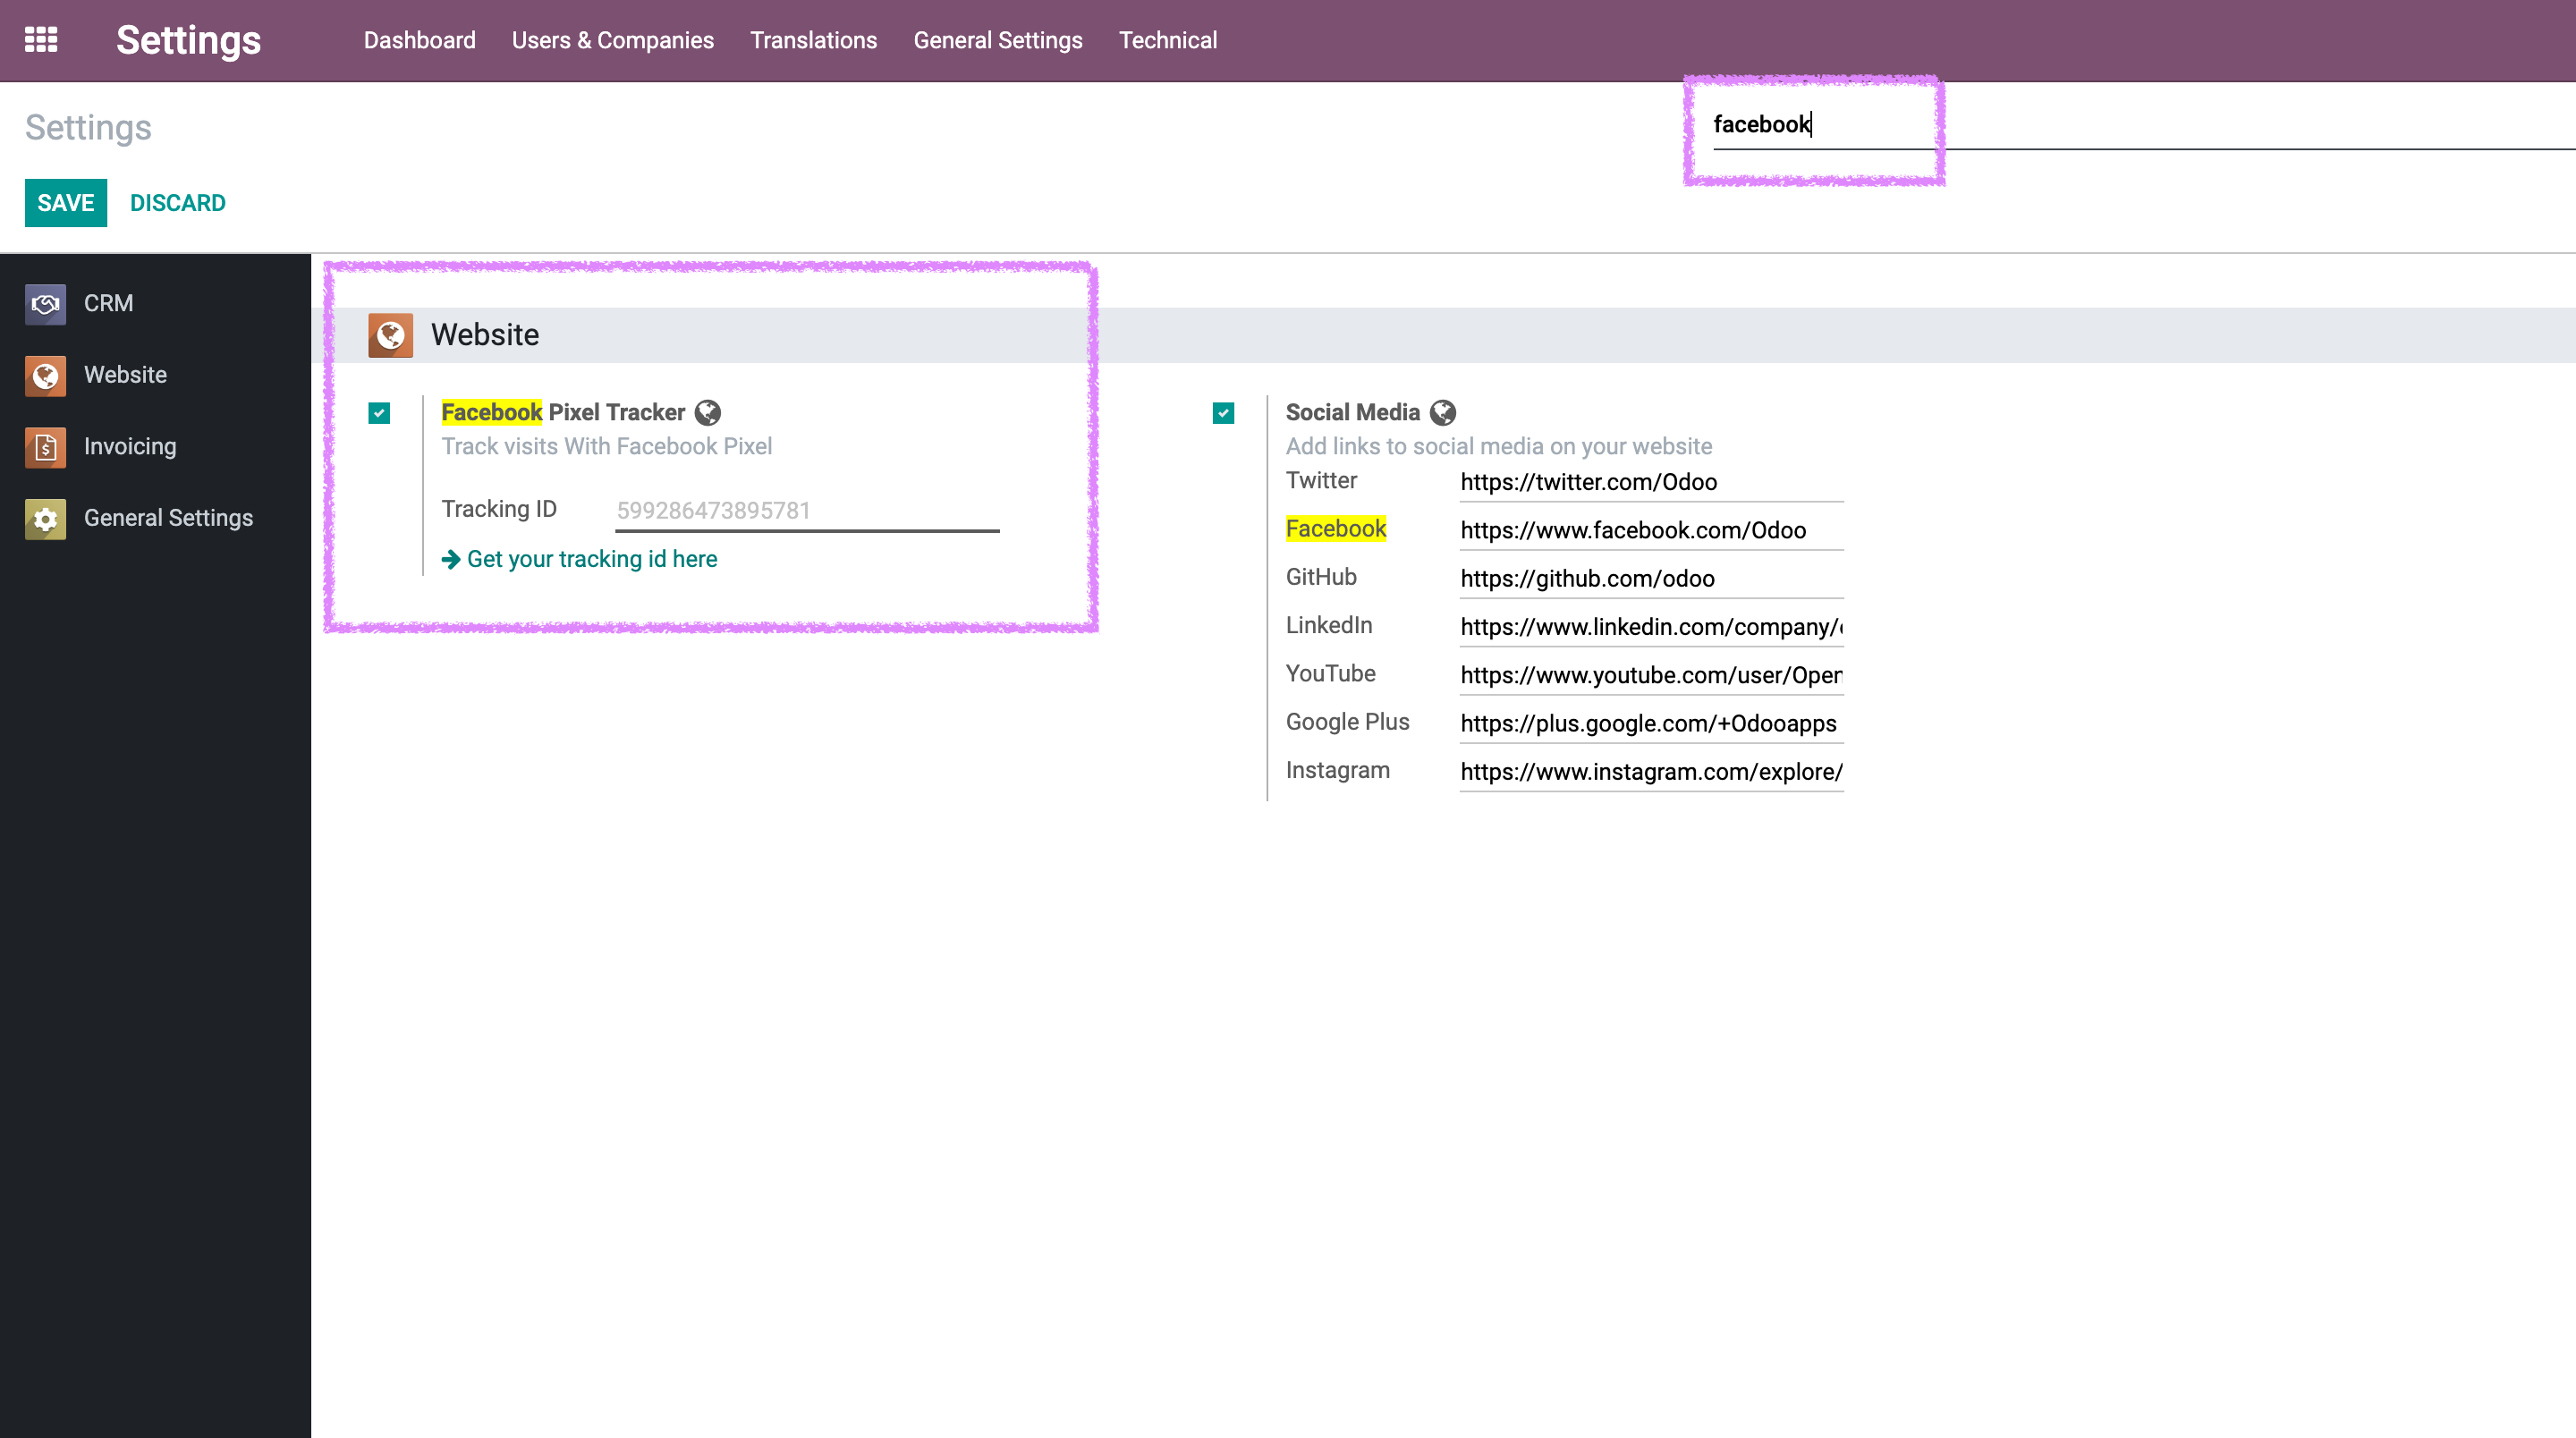 Settings
Dashboard Users & Companies Translations General Settings Technical
Settings
facebook
SAVE DISCARD
CRM
Website
Invoicing
General Settings
Website
Facebook Pixel Tracker
Track visits With Facebook Pixel
Tracking ID 599286473895781
Get your tracking id here
Social Media
Add links to social media on your website
Twitter https://twitter.com/Odoo
Facebook https://www.facebook.com/Odoo
GitHub https://github.com/odoo
LinkedIn https://www.linkedin.com/company/
YouTube https://www.youtube.com/user/Open
Google Plus https://plus.google.com/+Odooapps
Instagram https://www.instagram.com/explore/